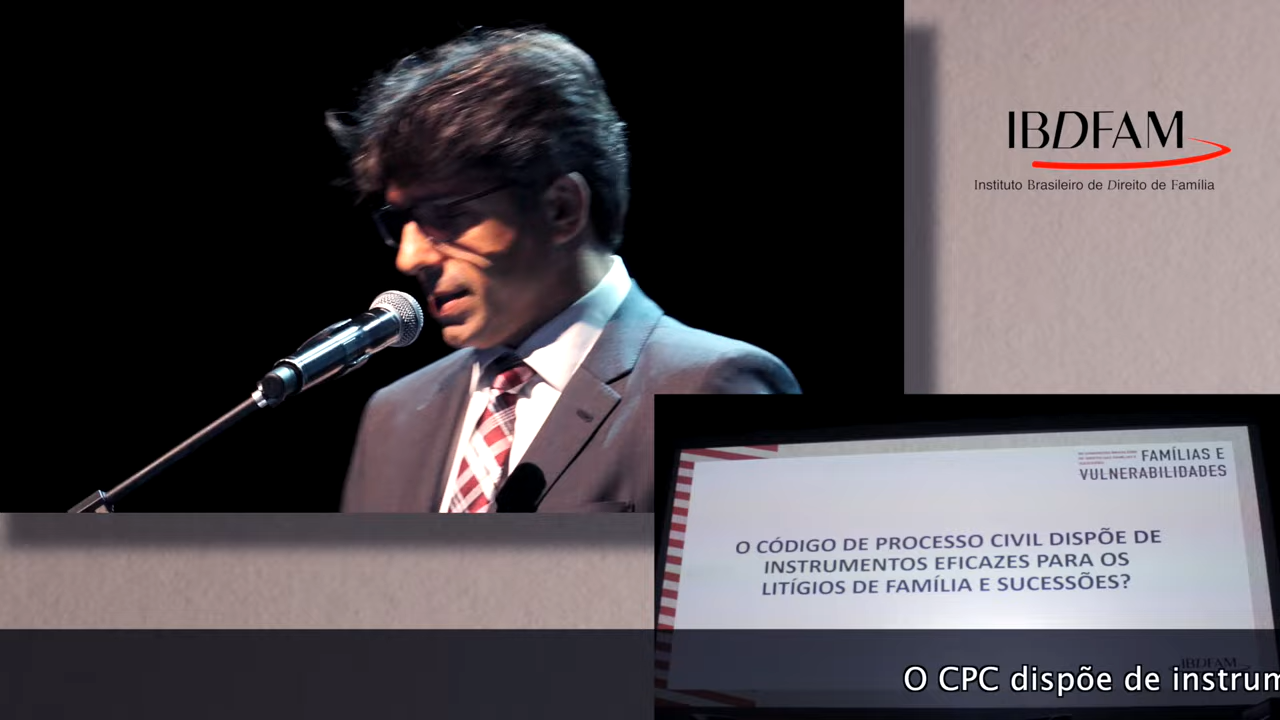 IBDFAM
Instituto Brasileiro de Direito de Família
FAMÍLIAS E
VULNERABILIDADES
O CÓDIGO DE PROCESSO CIVIL DISPÕE DE
INSTRUMENTOS EFICAZES PARA OS
LITÍGIOS DE FAMÍLIA E SUCESSÕES?
IBDFAM
O CPC dispõe de instrum